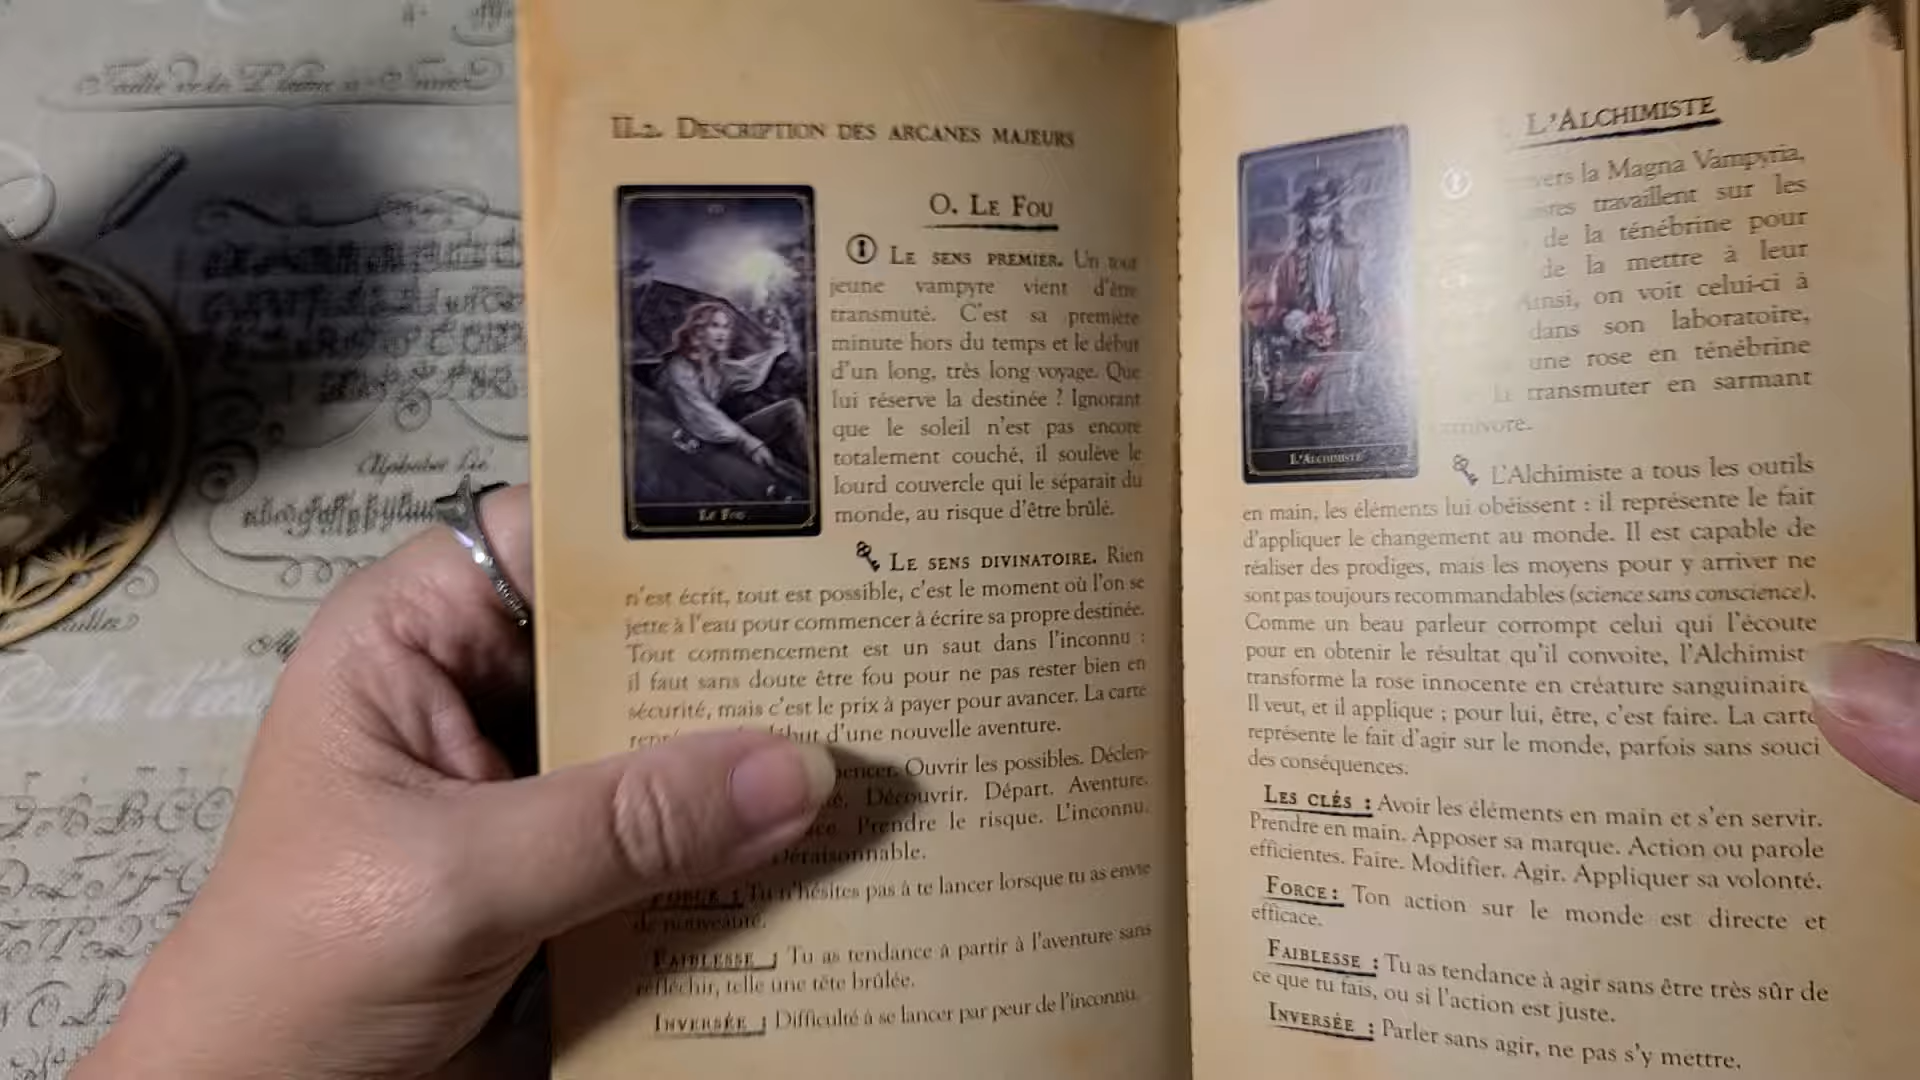 II.2. Description des arcanes majeurs
O. Le Fou
Le sens premier. Un tout
jeune vampyre vient d'être
transmuté. C'est sa première
minute hors du temps et le début
d'un long, très long voyage. Que
lui réserve la destinée ? Ignorant
que le soleil n'est pas encore
totalement couché, il soulève le
lourd couvercle qui le séparait du
monde, au risque d'être brûlé.
Le Fou
Le sens divinatoire. Rien
n'est écrit, tout est possible, c'est le moment où l'on se
jette à l'eau pour commencer à écrire sa propre destinée.
Tout commencement est un saut dans l'inconnu :
il faut sans doute être fou pour ne pas rester bien en
sécurité, mais c'est le prix à payer pour avancer. La carte
d'une nouvelle aventure.
Ouvrir les possibles. Déclen-
Découvrir. Départ. Aventure.
Prendre le risque. L'inconnu.
Déraisonnable.
Force : Tu n'hésites pas à te lancer lorsque tu as envie
de nouveauté.
Faiblesse : Tu as tendance à partir à l'aventure sans
réfléchir, telle une tête brûlée.
Inversée : Difficulté à se lancer par peur de l'inconnu.
L'Alchimiste
vers la Magna Vampyria,
travaillent sur les
de la ténébrine pour
de la mettre à leur
Ainsi, on voit celui-ci à
dans son laboratoire,
une rose en ténébrine
la transmuter en sarmant
L'Alchimiste
L'Alchimiste a tous les outils
en main, les éléments lui obéissent : il représente le fait
d'appliquer le changement au monde. Il est capable de
réaliser des prodiges, mais les moyens pour y arriver ne
sont pas toujours recommandables (science sans conscience).
Comme un beau parleur corrompt celui qui l'écoute
pour en obtenir le résultat qu'il convoite, l'Alchimist
transforme la rose innocente en créature sanguinaire
Il veut, et il applique ; pour lui, être, c'est faire. La carte
représente le fait d'agir sur le monde, parfois sans souci
des conséquences.
Les clés : Avoir les éléments en main et s'en servir.
Prendre en main. Apposer sa marque. Action ou parole
efficientes. Faire. Modifier. Agir. Appliquer sa volonté.
Force : Ton action sur le monde est directe et
efficace.
Faiblesse : Tu as tendance à agir sans être très sûr de
ce que tu fais, ou si l'action est juste.
Inversée : Parler sans agir, ne pas s'y mettre.